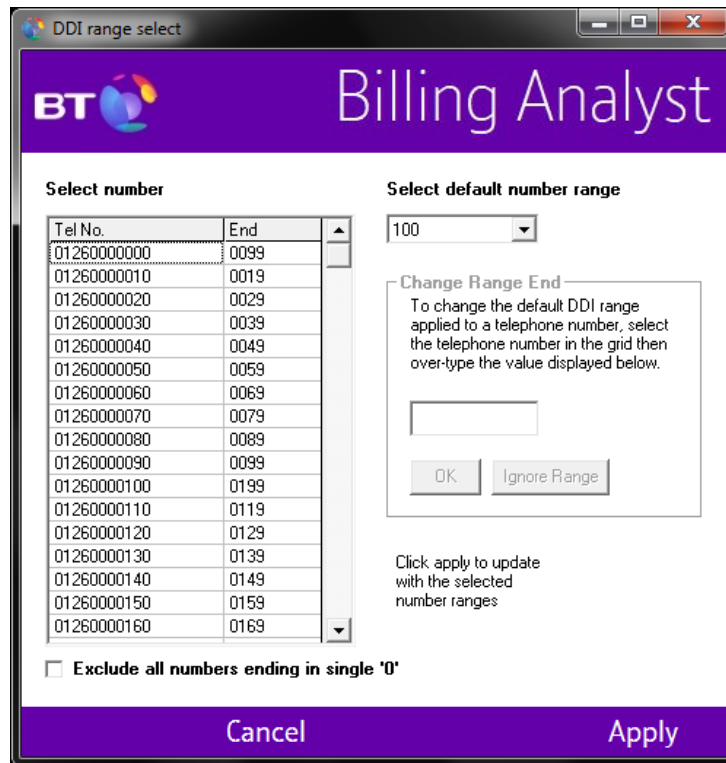 DDI range select
BT
Billing Analyst
Select number
Tel No. End
01260000000 0099
01260000010 0019
01260000020 0029
01260000030 0039
01260000040 0049
01260000050 0059
01260000060 0069
01260000070 0079
01260000080 0089
01260000090 0099
01260000100 0199
01260000110 0119
01260000120 0129
01260000130 0139
01260000140 0149
01260000150 0159
01260000160 0169
Exclude all numbers ending in single '0'
Select default number range
100
Change Range End
To change the default DDI range
applied to a telephone number, select
the telephone number in the grid then
over-type the value displayed below.
OK Ignore Range
Click apply to update
with the selected
number ranges
Cancel Apply